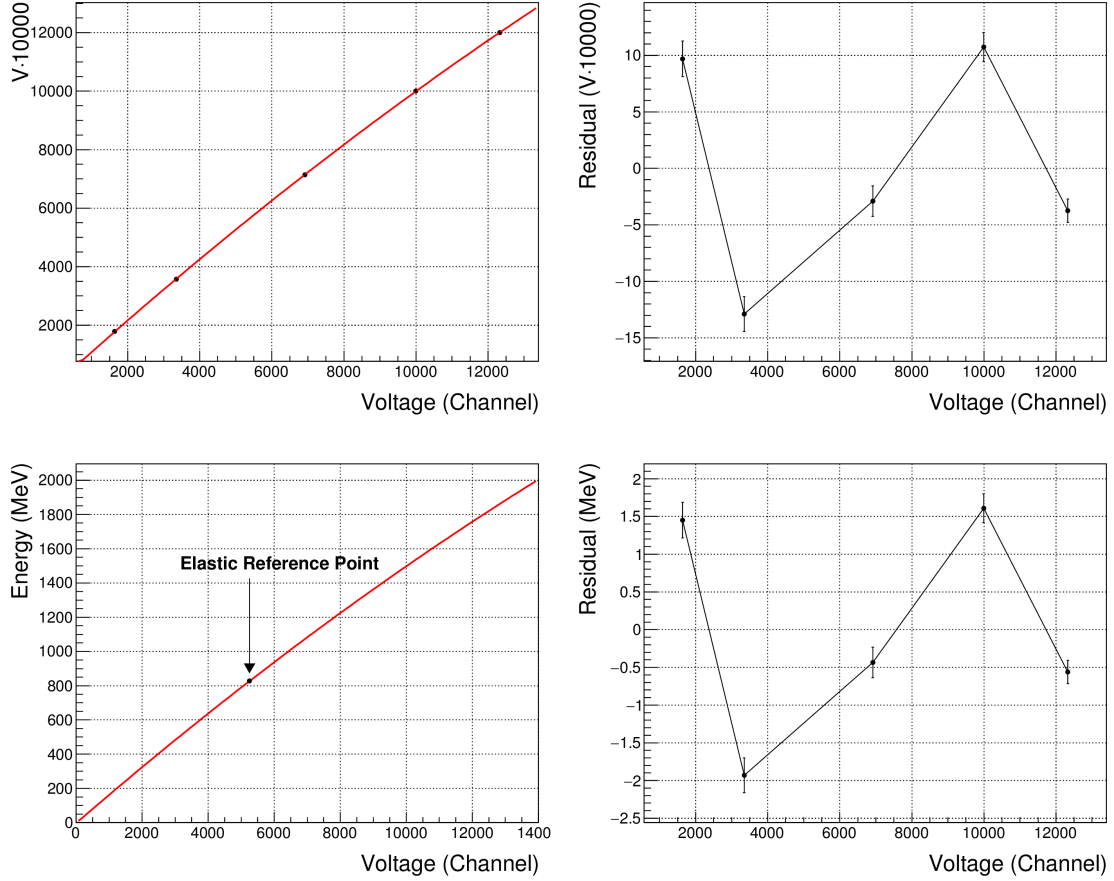 V·10000
12000
10000
8000
6000
4000
2000
2000 4000 6000 8000 10000 12000
Voltage (Channel)
Residual (V·10000)
10
5
0
−5
−10
−15
2000 4000 6000 8000 10000 12000
Voltage (Channel)
Energy (MeV)
2000
1800
1600
1400
1200
1000
800
600
400
200
0
Elastic Reference Point
0 2000 4000 6000 8000 10000 12000 1400
Voltage (Channel)
Residual (MeV)
2
1.5
1
0.5
0
−0.5
−1
−1.5
−2
−2.5
2000 4000 6000 8000 10000 12000
Voltage (Channel)